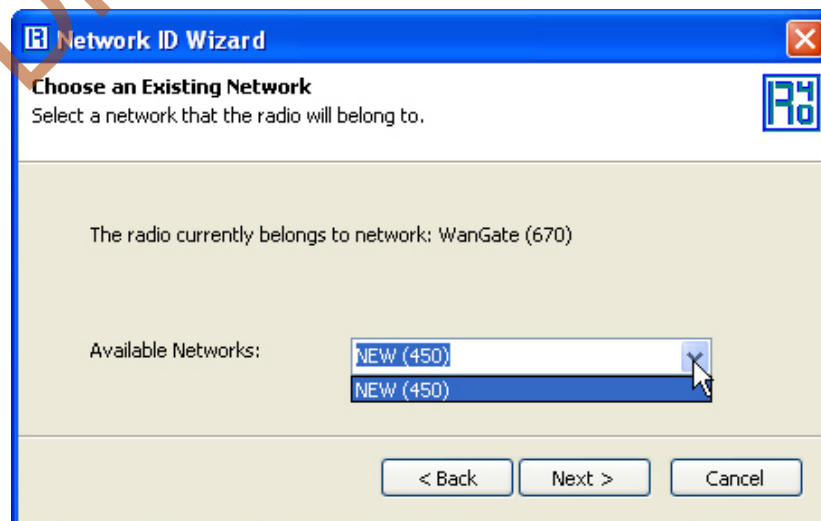 Network ID Wizard
Choose an Existing Network
Select a network that the radio will belong to.
The radio currently belongs to network: WanGate (670)
Available Networks:
NEW (450)
NEW (450)
< Back
Next >
Cancel